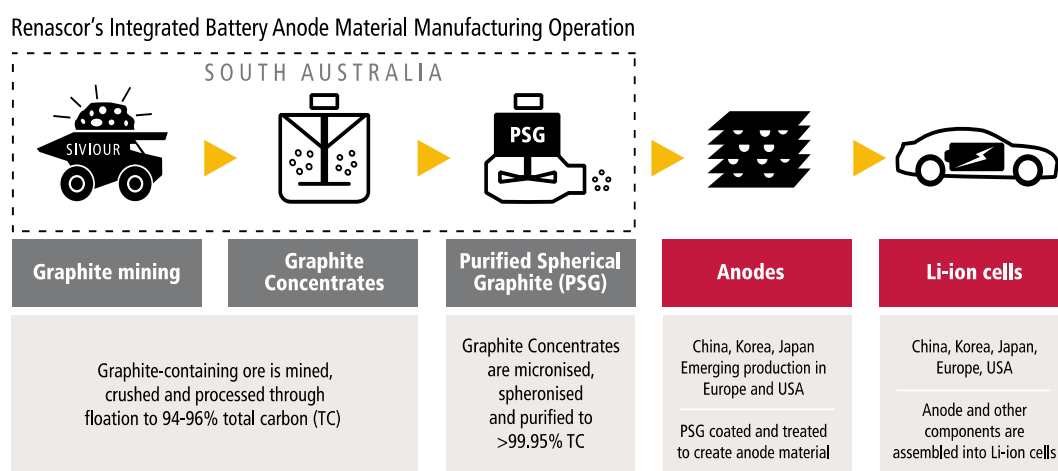 Renascor's Integrated Battery Anode Material Manufacturing Operation
SOUTH AUSTRALIA
SIVIOUR
PSG
Graphite mining
Graphite
Concentrates
Purified Spherical
Graphite (PSG)
Anodes
Li-ion cells
Graphite-containing ore is mined,
crushed and processed through
floation to 94-96% total carbon (TC)
Graphite Concentrates
are micronised,
spheronised
and purified to
>99.95% TC
China, Korea, Japan
Emerging production in
Europe and USA
PSG coated and treated
to create anode material
China, Korea, Japan,
Europe, USA
Anode and other
components are
assembled into Li-ion cells